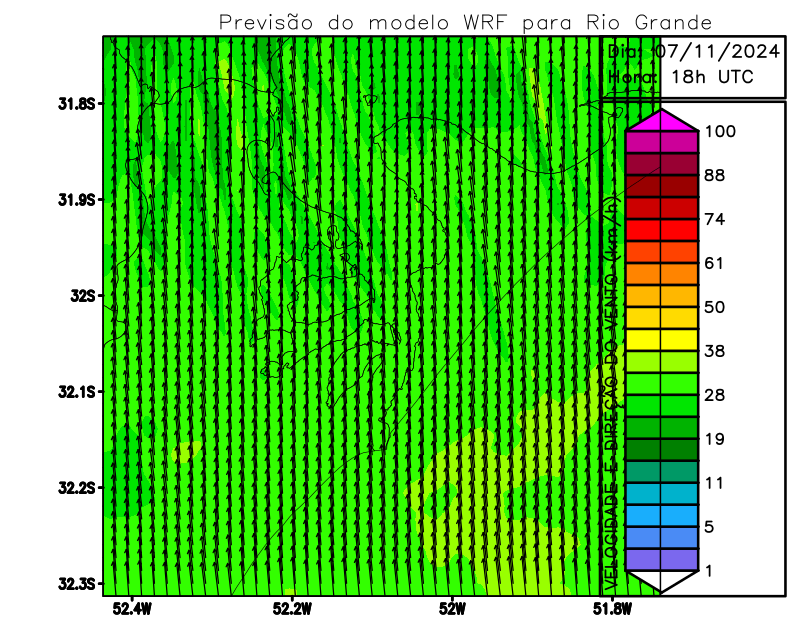 Previsão do modelo WRF para Rio Grande
Dia: 07/11/2024
Hora: 18h UTC
31.8S
31.9S
32S
32.1S
32.2S
32.3S
52.4W
52.2W
52W
51.8W
VELOCIDADE E DIREÇÃO DO VENTO (km/h)
100
88
74
61
50
38
28
19
11
5
1